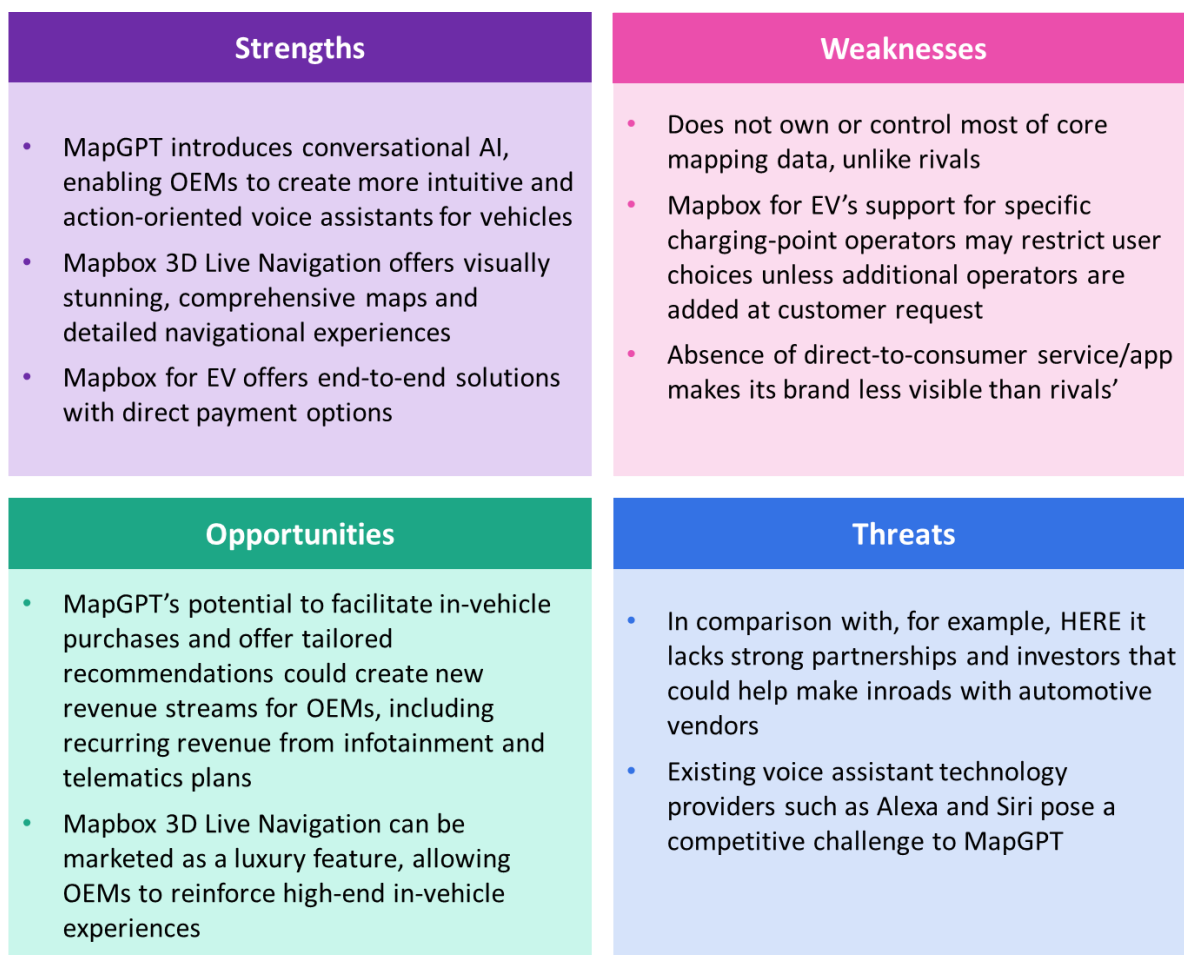 Strengths
• MapGPT introduces conversational AI,
enabling OEMs to create more intuitive and
action-oriented voice assistants for vehicles
• Mapbox 3D Live Navigation offers visually
stunning, comprehensive maps and
detailed navigational experiences
• Mapbox for EV offers end-to-end solutions
with direct payment options
Weaknesses
• Does not own or control most of core
mapping data, unlike rivals
• Mapbox for EV’s support for specific
charging-point operators may restrict user
choices unless additional operators are
added at customer request
• Absence of direct-to-consumer service/app
makes its brand less visible than rivals’
Opportunities
• MapGPT’s potential to facilitate in-vehicle
purchases and offer tailored
recommendations could create new
revenue streams for OEMs, including
recurring revenue from infotainment and
telematics plans
• Mapbox 3D Live Navigation can be
marketed as a luxury feature, allowing
OEMs to reinforce high-end in-vehicle
experiences
Threats
• In comparison with, for example, HERE it
lacks strong partnerships and investors that
could help make inroads with automotive
vendors
• Existing voice assistant technology
providers such as Alexa and Siri pose a
competitive challenge to MapGPT